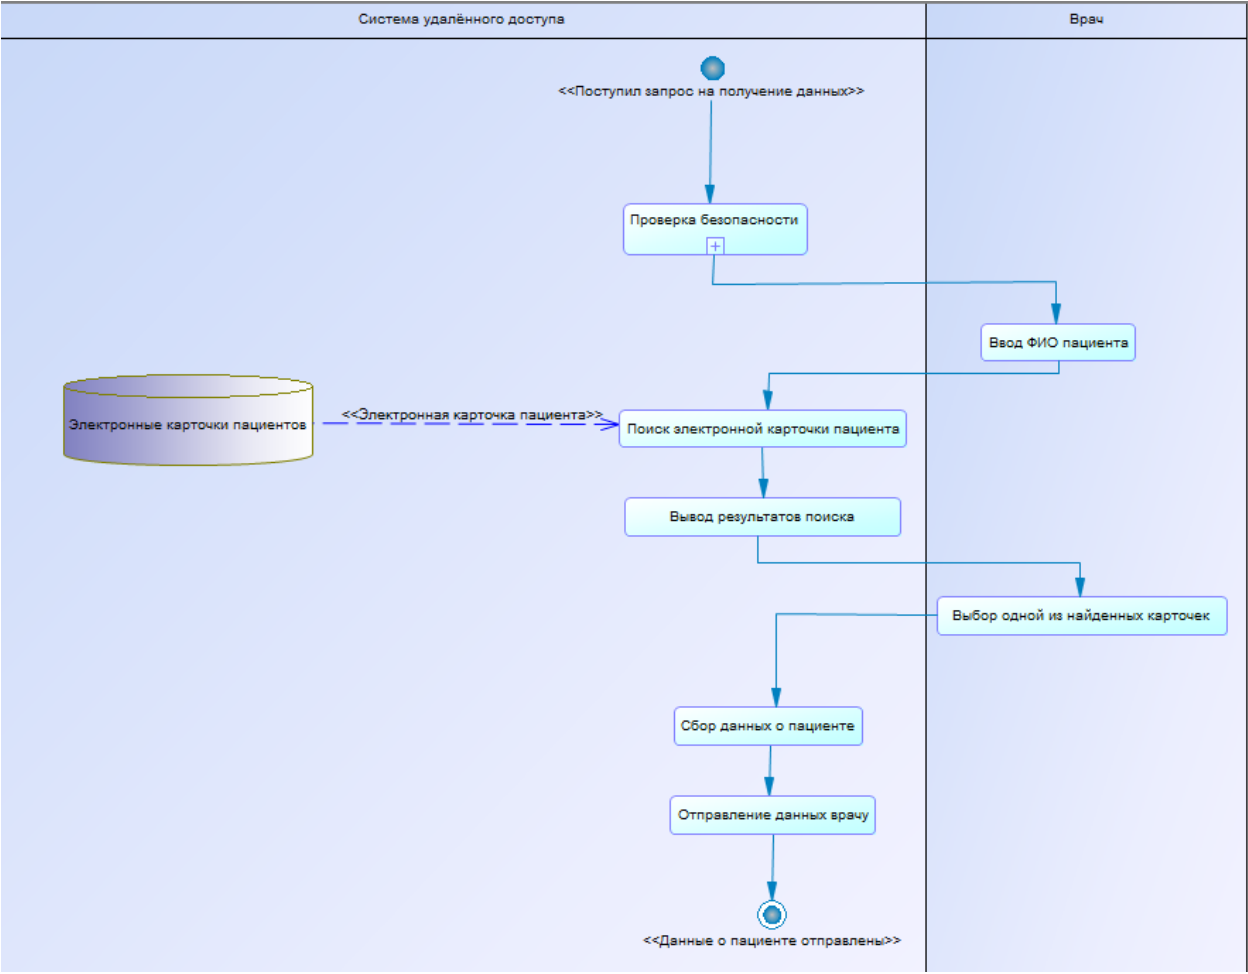 Система удалённого доступа
Врач
<<Поступил запрос на получение данных>>
Проверка безопасности
Ввод ФИО пациента
Электронные карточки пациентов
<<Электронная карточка пациента>>
Поиск электронной карточки пациента
Вывод результатов поиска
Выбор одной из найденных карточек
Сбор данных о пациенте
Отправление данных врачу
<<Данные о пациенте отправлены>>